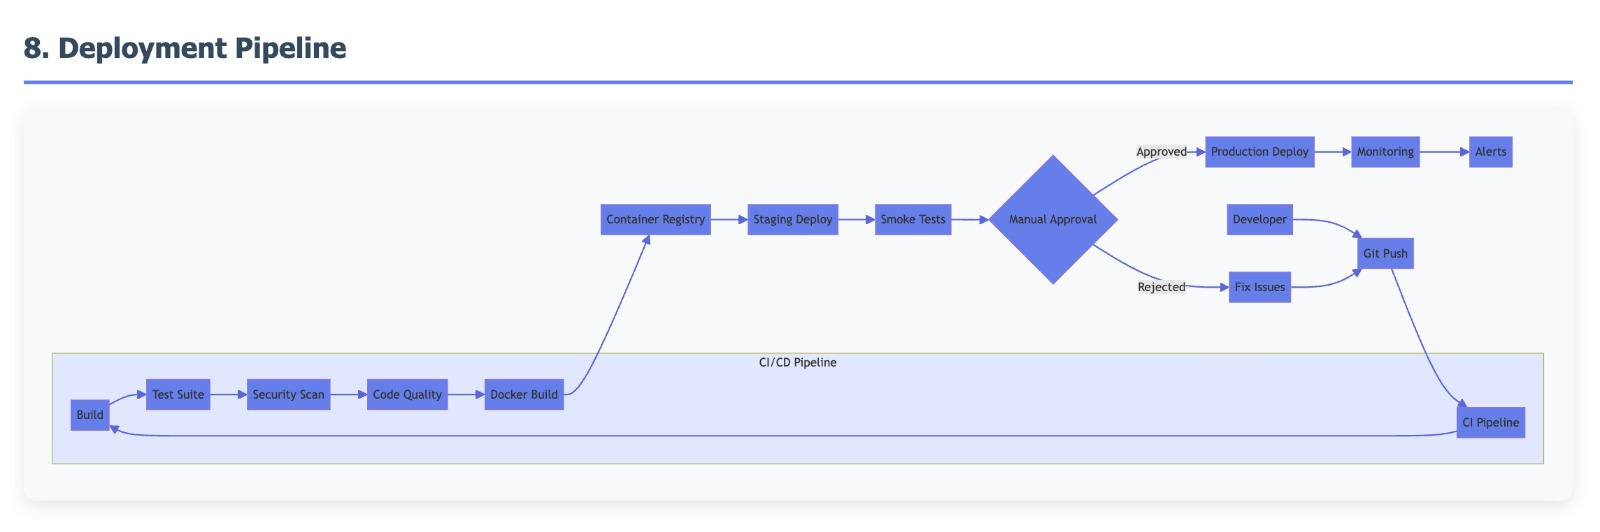 8. Deployment Pipeline
Approved
Production Deploy
Monitoring
Alerts
Container Registry
Staging Deploy
Smoke Tests
Manual Approval
Developer
Git Push
Rejected
Fix Issues
CI/CD Pipeline
Build
Test Suite
Security Scan
Code Quality
Docker Build
CI Pipeline